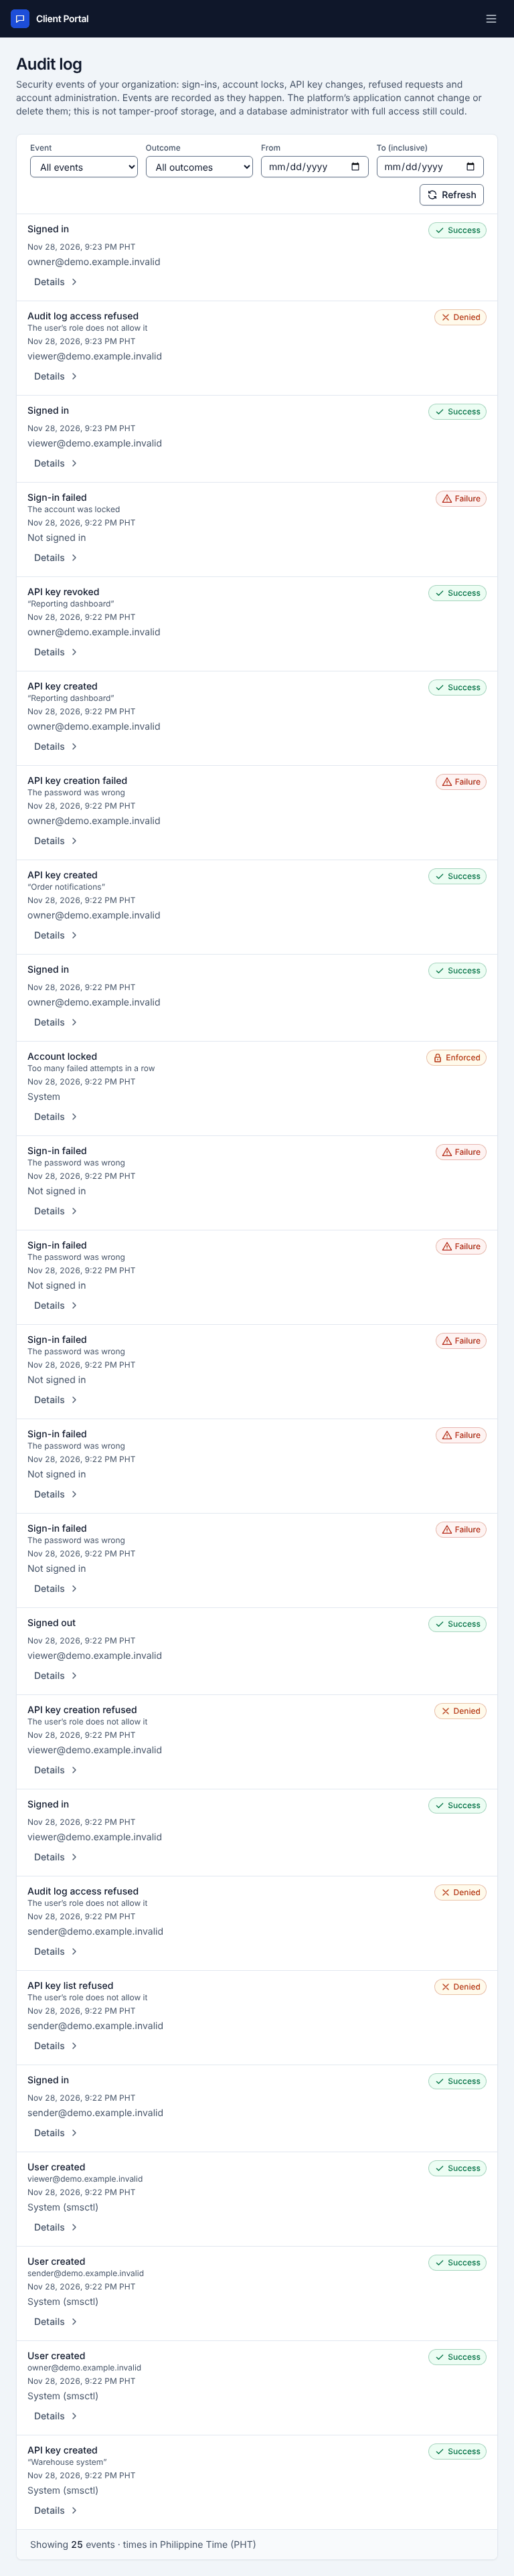 Client Portal
Audit log
Security events of your organization: sign-ins, account locks, API key changes, refused requests and
account administration. Events are recorded as they happen. The platform's application cannot change or
delete them; this is not tamper-proof storage, and a database administrator with full access still could.
Event Outcome From To (inclusive)
All events All outcomes mm/dd/yyyy mm/dd/yyyy
Refresh
Signed in Success
Nov 28, 2026, 9:23 PM PHT
owner@demo.example.invalid
Details
Audit log access refused Denied
The user's role does not allow it
Nov 28, 2026, 9:23 PM PHT
viewer@demo.example.invalid
Details
Signed in Success
Nov 28, 2026, 9:23 PM PHT
viewer@demo.example.invalid
Details
Sign-in failed Failure
The account was locked
Nov 28, 2026, 9:22 PM PHT
Not signed in
Details
API key revoked Success
“Reporting dashboard”
Nov 28, 2026, 9:22 PM PHT
owner@demo.example.invalid
Details
API key created Success
“Reporting dashboard”
Nov 28, 2026, 9:22 PM PHT
owner@demo.example.invalid
Details
API key creation failed Failure
The password was wrong
Nov 28, 2026, 9:22 PM PHT
owner@demo.example.invalid
Details
API key created Success
“Order notifications”
Nov 28, 2026, 9:22 PM PHT
owner@demo.example.invalid
Details
Signed in Success
Nov 28, 2026, 9:22 PM PHT
owner@demo.example.invalid
Details
Account locked Enforced
Too many failed attempts in a row
Nov 28, 2026, 9:22 PM PHT
System
Details
Sign-in failed Failure
The password was wrong
Nov 28, 2026, 9:22 PM PHT
Not signed in
Details
Sign-in failed Failure
The password was wrong
Nov 28, 2026, 9:22 PM PHT
Not signed in
Details
Sign-in failed Failure
The password was wrong
Nov 28, 2026, 9:22 PM PHT
Not signed in
Details
Sign-in failed Failure
The password was wrong
Nov 28, 2026, 9:22 PM PHT
Not signed in
Details
Sign-in failed Failure
The password was wrong
Nov 28, 2026, 9:22 PM PHT
Not signed in
Details
Signed out Success
Nov 28, 2026, 9:22 PM PHT
viewer@demo.example.invalid
Details
API key creation refused Denied
The user's role does not allow it
Nov 28, 2026, 9:22 PM PHT
viewer@demo.example.invalid
Details
Signed in Success
Nov 28, 2026, 9:22 PM PHT
viewer@demo.example.invalid
Details
Audit log access refused Denied
The user's role does not allow it
Nov 28, 2026, 9:22 PM PHT
sender@demo.example.invalid
Details
API key list refused Denied
The user's role does not allow it
Nov 28, 2026, 9:22 PM PHT
sender@demo.example.invalid
Details
Signed in Success
Nov 28, 2026, 9:22 PM PHT
sender@demo.example.invalid
Details
User created Success
viewer@demo.example.invalid
Nov 28, 2026, 9:22 PM PHT
System (smsctl)
Details
User created Success
sender@demo.example.invalid
Nov 28, 2026, 9:22 PM PHT
System (smsctl)
Details
User created Success
owner@demo.example.invalid
Nov 28, 2026, 9:22 PM PHT
System (smsctl)
Details
API key created Success
“Warehouse system”
Nov 28, 2026, 9:22 PM PHT
System (smsctl)
Details
Showing 25 events · times in Philippine Time (PHT)